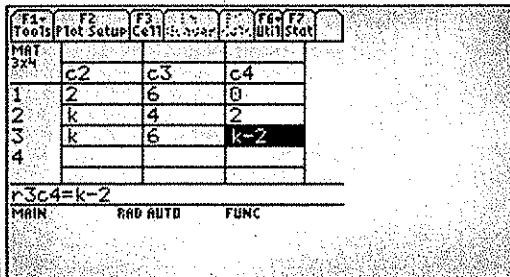 F1▾ F2 F3 F6▾ F7
Tools Plot Setup Cell Util Stat
MAT
3x4
c2 c3 c4
1 2 6 0
2 k 4 2
3 k 6 k-2
4
r3c4=k-2
MAIN RAD AUTO FUNC